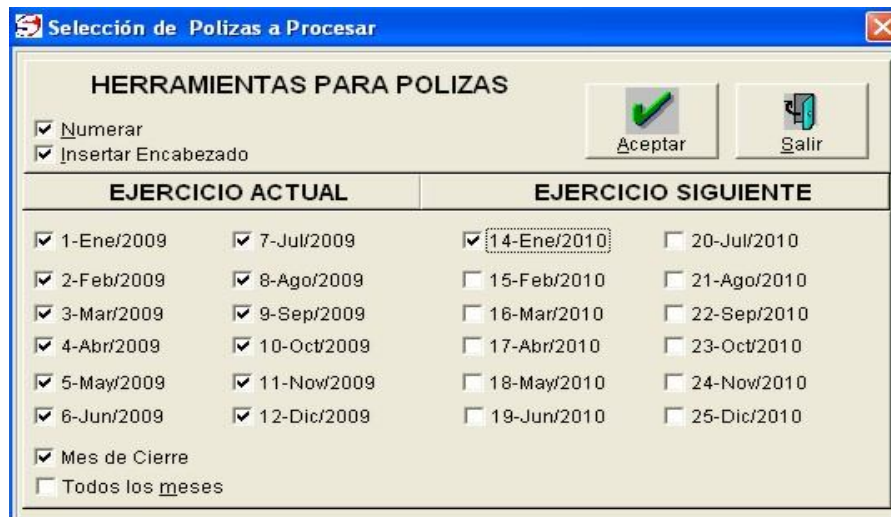 Selección de Polizas a Procesar
HERRAMIENTAS PARA POLIZAS
Numerar
Insertar Encabezado
Aceptar
Salir
EJERCICIO ACTUAL
EJERCICIO SIGUIENTE
1-Ene/2009
7-Jul/2009
14-Ene/2010
20-Jul/2010
2-Feb/2009
8-Ago/2009
15-Feb/2010
21-Ago/2010
3-Mar/2009
9-Sep/2009
16-Mar/2010
22-Sep/2010
4-Abr/2009
10-Oct/2009
17-Abr/2010
23-Oct/2010
5-May/2009
11-Nov/2009
18-May/2010
24-Nov/2010
6-Jun/2009
12-Dic/2009
19-Jun/2010
25-Dic/2010
Mes de Cierre
Todos los meses